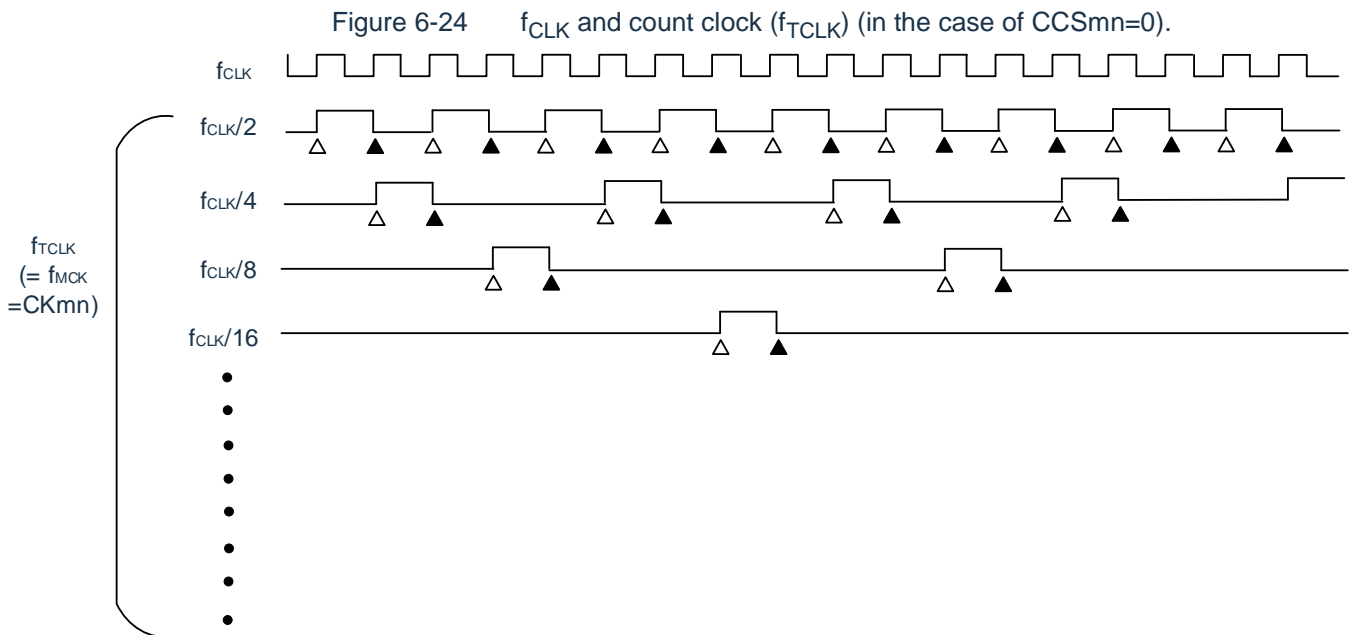 Figure 6-24 fCLK and count clock (fTCLK) (in the case of CCSmn=0).
fCLK
fCLK/2
fCLK/4
fTCLK
(= fMCK
=CKmn)
fCLK/8
fCLK/16